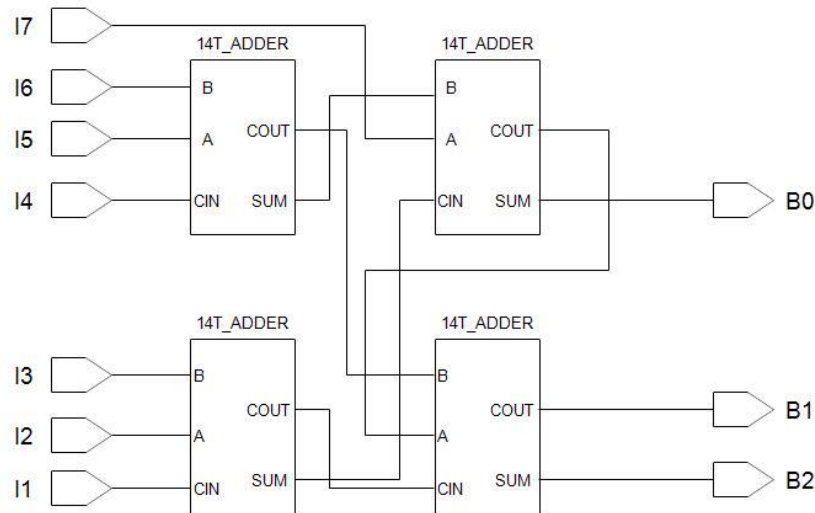 I7
14T_ADDER
14T_ADDER
I6
B
B
I5
A
COUT
A
COUT
I4
CIN
SUM
CIN
SUM
B0
14T_ADDER
14T_ADDER
I3
B
B
I2
A
COUT
A
COUT
B1
I1
CIN
SUM
CIN
SUM
B2